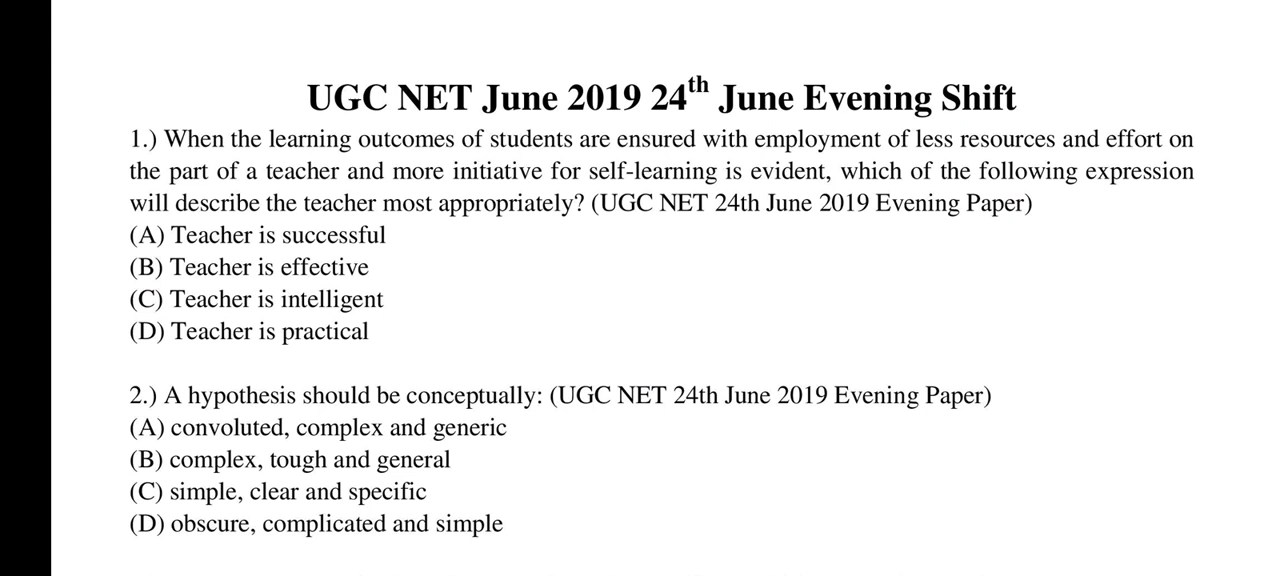 UGC NET June 2019 24th June Evening Shift
1.) When the learning outcomes of students are ensured with employment of less resources and effort on
the part of a teacher and more initiative for self-learning is evident, which of the following expression
will describe the teacher most appropriately? (UGC NET 24th June 2019 Evening Paper)
(A) Teacher is successful
(B) Teacher is effective
(C) Teacher is intelligent
(D) Teacher is practical
2.) A hypothesis should be conceptually: (UGC NET 24th June 2019 Evening Paper)
(A) convoluted, complex and generic
(B) complex, tough and general
(C) simple, clear and specific
(D) obscure, complicated and simple